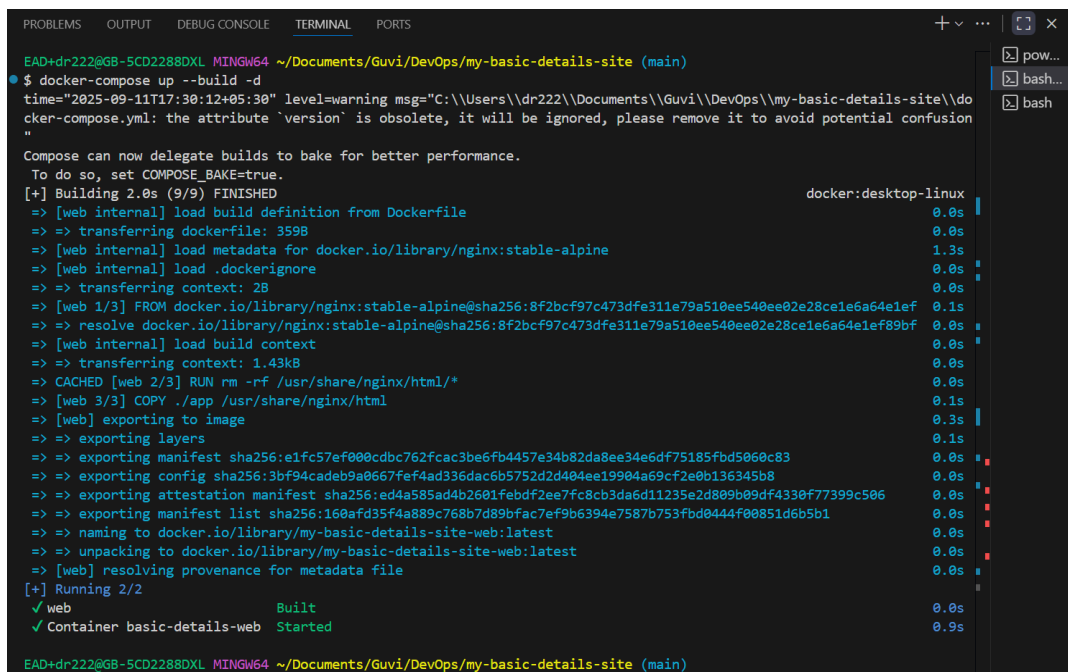 PROBLEMS OUTPUT DEBUG CONSOLE TERMINAL PORTS
EAD+dr222@GB-5CD2288DXL MINGW64 ~/Documents/Guvi/DevOps/my-basic-details-site (main)
$ docker-compose up --build -d
time="2025-09-11T17:30:12+05:30" level=warning msg="C:\\Users\\dr222\\Documents\\Guvi\\DevOps\\my-basic-details-site\\do
cker-compose.yml: the attribute `version` is obsolete, it will be ignored, please remove it to avoid potential confusion
"
Compose can now delegate builds to bake for better performance.
To do so, set COMPOSE_BAKE=true.
[+] Building 2.0s (9/9) FINISHED docker:desktop-linux
=> [web internal] load build definition from Dockerfile 0.0s
=> => transferring dockerfile: 359B 0.0s
=> [web internal] load metadata for docker.io/library/nginx:stable-alpine 1.3s
=> [web internal] load .dockerignore 0.0s
=> => transferring context: 2B 0.0s
=> [web 1/3] FROM docker.io/library/nginx:stable-alpine@sha256:8f2bcf97c473dfe311e79a510ee540ee02e28ce1e6a64e1ef 0.1s
=> => resolve docker.io/library/nginx:stable-alpine@sha256:8f2bcf97c473dfe311e79a510ee540ee02e28ce1e6a64e1ef89bf 0.0s
=> [web internal] load build context 0.0s
=> => transferring context: 1.43kB 0.0s
=> CACHED [web 2/3] RUN rm -rf /usr/share/nginx/html/* 0.0s
=> [web 3/3] COPY ./app /usr/share/nginx/html 0.1s
=> [web] exporting to image 0.3s
=> => exporting layers 0.1s
=> => exporting manifest sha256:e1fc57ef000cdbc762fcac3be6fb4457e34b82da8ee34e6df75185fbd5060c83 0.0s
=> => exporting config sha256:3bf94cadeb9a0667fef4ad336dac6b5752d2d404ee19904a69cf2e0b136345b8 0.0s
=> => exporting attestation manifest sha256:ed4a585ad4b2601febdf2ee7fc8cb3da6d11235e2d809b09df4330f77399c506 0.0s
=> => exporting manifest list sha256:160afd35f4a889c768b7d89bfac7ef9b6394e7587b753fbd0444f00851d6b5b1 0.0s
=> => naming to docker.io/library/my-basic-details-site-web:latest 0.0s
=> => unpacking to docker.io/library/my-basic-details-site-web:latest 0.0s
=> [web] resolving provenance for metadata file 0.0s
[+] Running 2/2
✓ web Built 0.0s
✓ Container basic-details-web Started 0.9s
EAD+dr222@GB-5CD2288DXL MINGW64 ~/Documents/Guvi/DevOps/my-basic-details-site (main)
pow...
bash...
bash